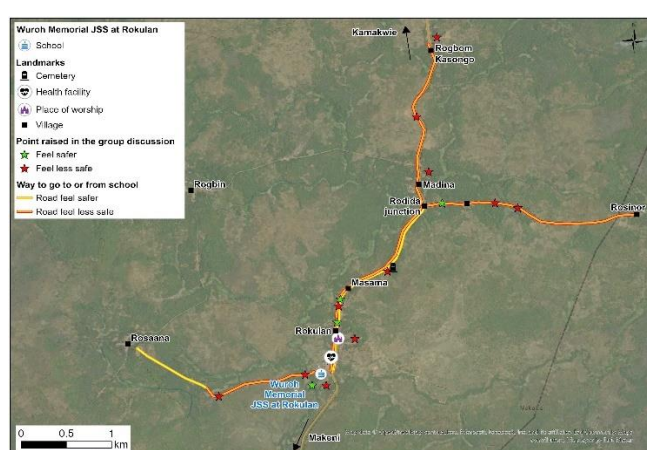 Wuroh Memorial JSS at Rokulan
School
Landmarks
Cemetery
Health facility
Place of worship
Village
Point raised in the group discussion
Feel safer
Feel less safe
Way to go to or from school
Road feel safer
Road feel less safe
Kamakwie
Rogbom
Kasongo
Rogbin
Madina
Rodida
junction
Rosinor
Masama
Rokulan
Rosaana
Wuroh
Memorial
JSS at Rokulan
Makeni
0 0.5 1
km